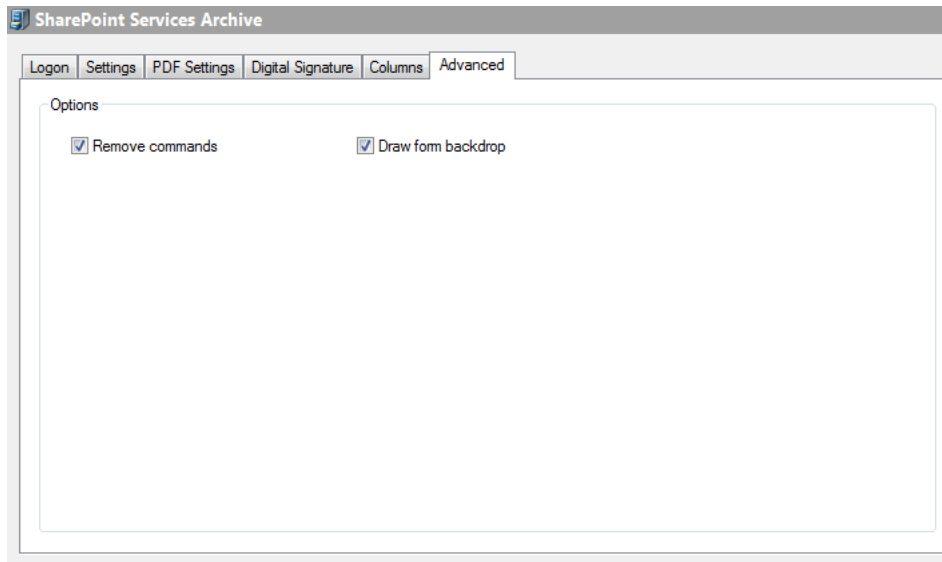 SharePoint Services Archive
Logon Settings PDF Settings Digital Signature Columns Advanced
Options
Remove commands Draw form backdrop